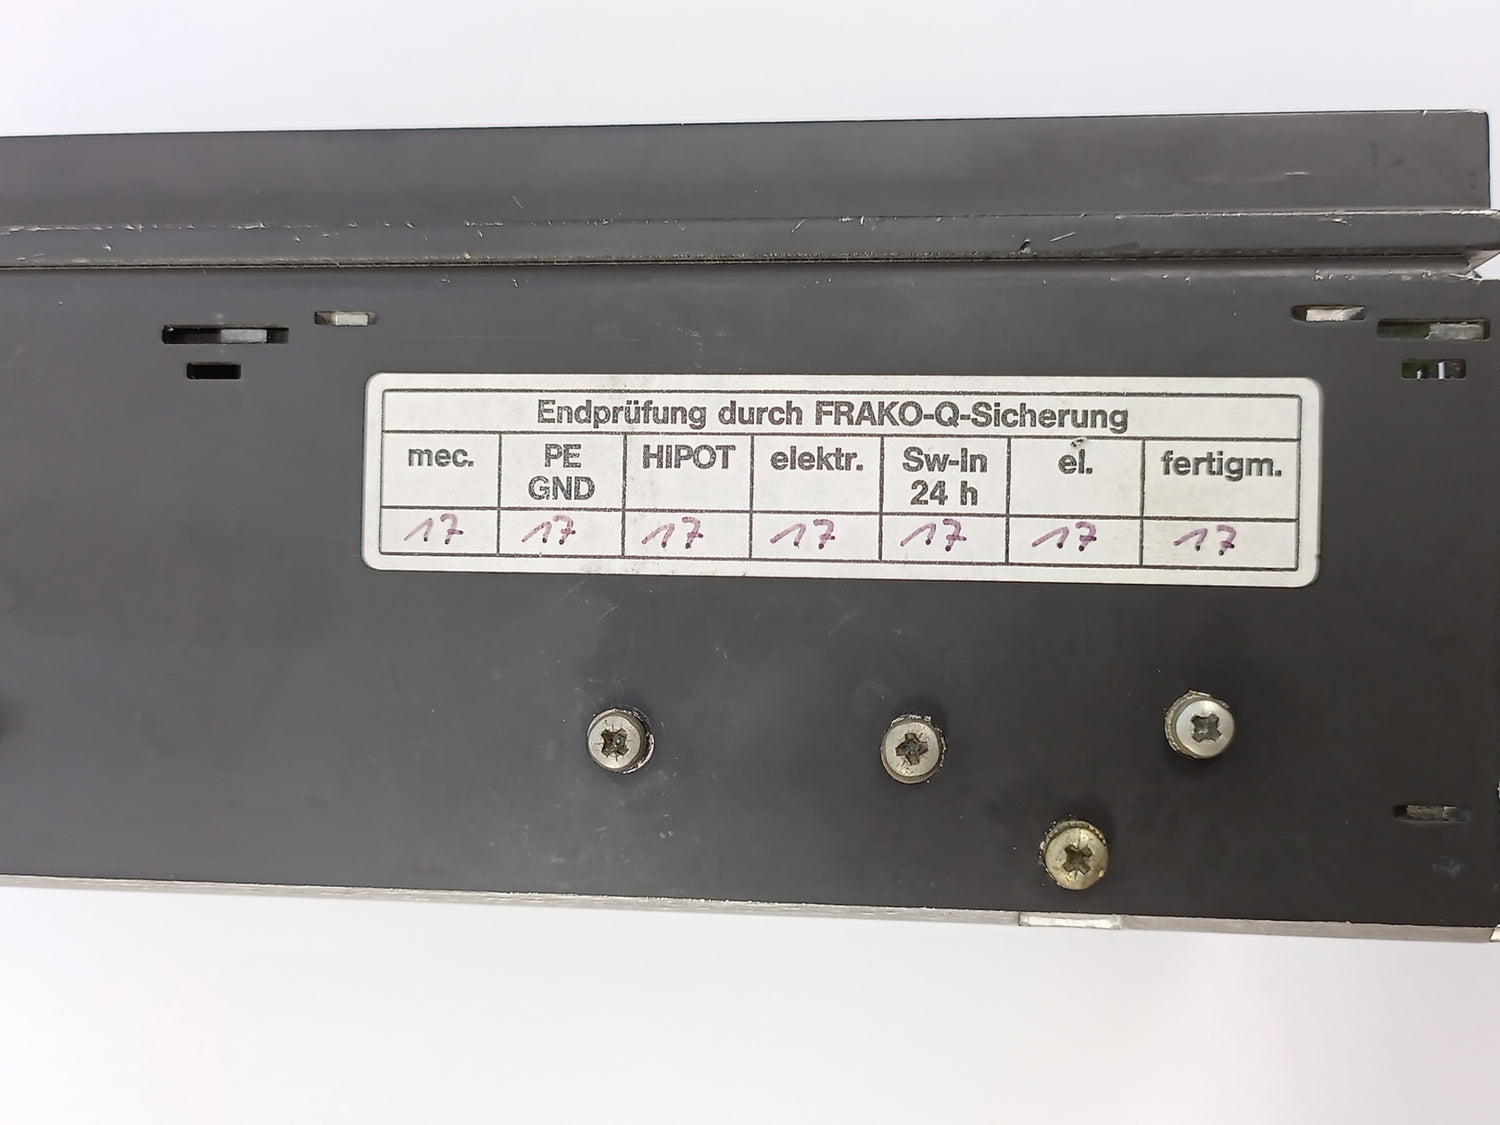 Endprüfung durch FRAKO-Q-Sicherung
mec. PE GND HIPOT elektr. Sw-In 24 h el. fertigm.
17 17 17 17 17 17 17